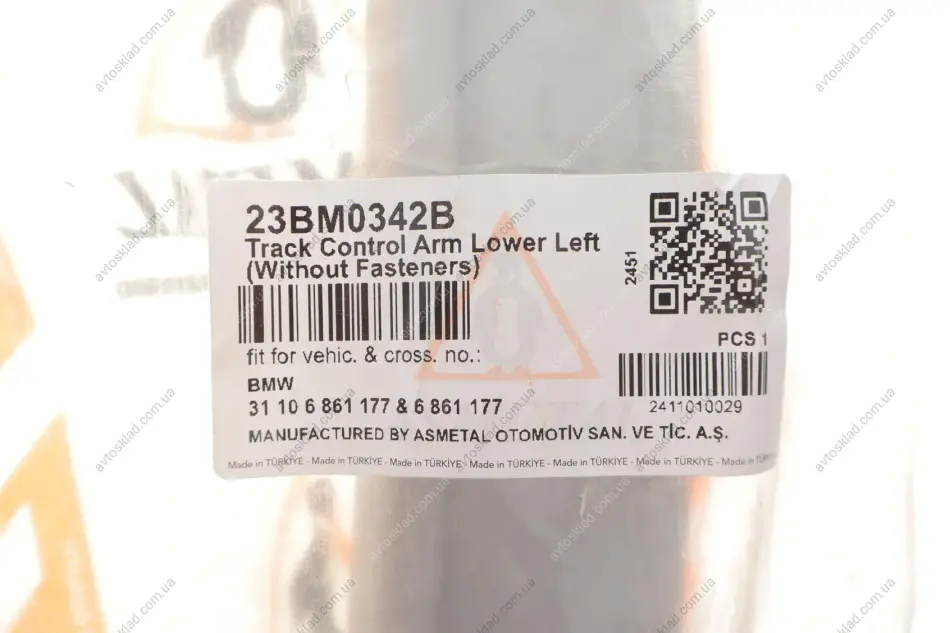 23BM0342B
Track Control Arm Lower Left
(Without Fasteners)
2451
PCS 1
fit for vehic. & cross. no.:
BMW
31 10 6 861 177 & 6 861 177
2411010029
MANUFACTURED BY ASMETAL OTOMOTİV SAN. VE TİC. A.Ş.
Made in TÜRKİYE - Made in TÜRKİYE - Made in TÜRKİYE - Made in TÜRKİYE - Made in TÜRKİYE - Made in TÜRKİYE - Made in
avtosklad.com.ua